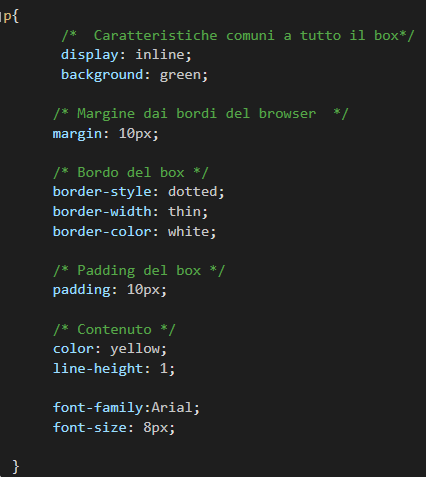 p{
/*  Caratteristiche comuni a tutto il box*/
display: inline;
background: green;
/* Margine dai bordi del browser  */
margin: 10px;
/* Bordo del box */
border-style: dotted;
border-width: thin;
border-color: white;
/* Padding del box */
padding: 10px;
/* Contenuto */
color: yellow;
line-height: 1;
font-family:Arial;
font-size: 8px;
}